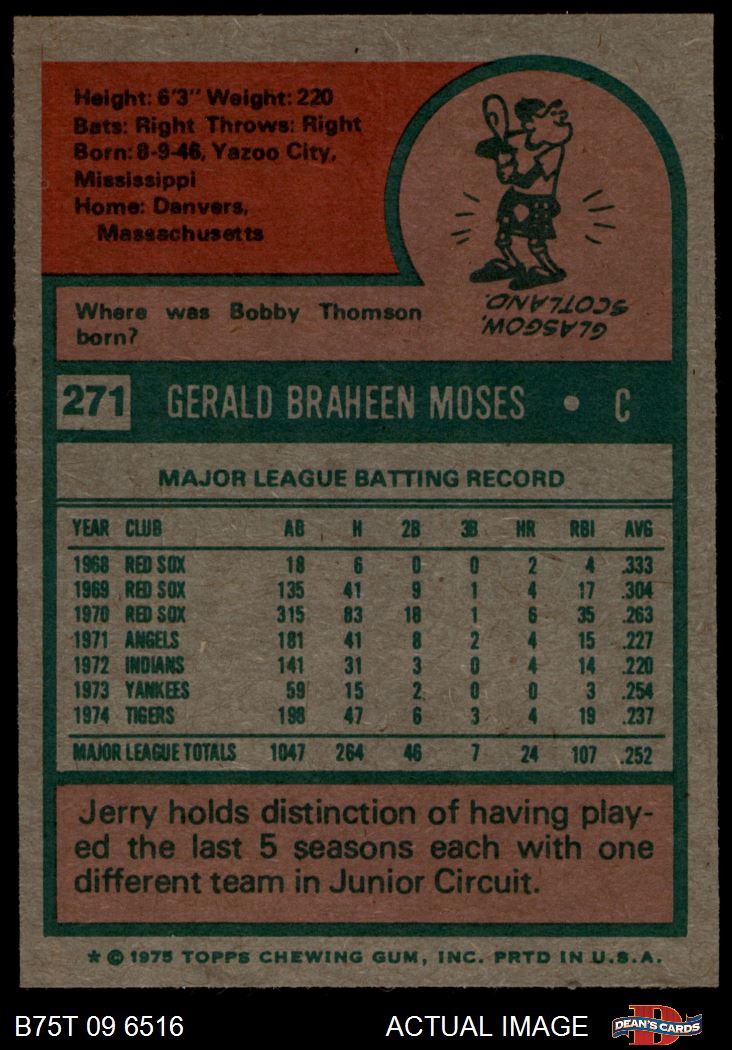 Height: 6'3" Weight: 220
Bats: Right Throws: Right
Born: 8-9-46, Yazoo City,
Mississippi
Home: Danvers,
Massachusetts
Where was Bobby Thomson
born?
GLASGOW,
SCOTLAND.
271 GERALD BRAHEEN MOSES • C
MAJOR LEAGUE BATTING RECORD
YEAR CLUB AB H 2B 3B HR RBI AVG
1968 RED SOX 18 6 0 0 2 4 .333
1969 RED SOX 135 41 9 1 4 17 .304
1970 RED SOX 315 83 18 1 6 35 .263
1971 ANGELS 181 41 8 2 4 15 .227
1972 INDIANS 141 31 3 0 4 14 .220
1973 YANKEES 59 15 2 0 0 3 .254
1974 TIGERS 198 47 6 3 4 19 .237
MAJOR LEAGUE TOTALS 1047 264 46 7 24 107 .252
Jerry holds distinction of having play-
ed the last 5 seasons each with one
different team in Junior Circuit.
* © 1975 TOPPS CHEWING GUM, INC. PRTD IN U.S.A.
B75T 09 6516 ACTUAL IMAGE D DEAN'S CARDS